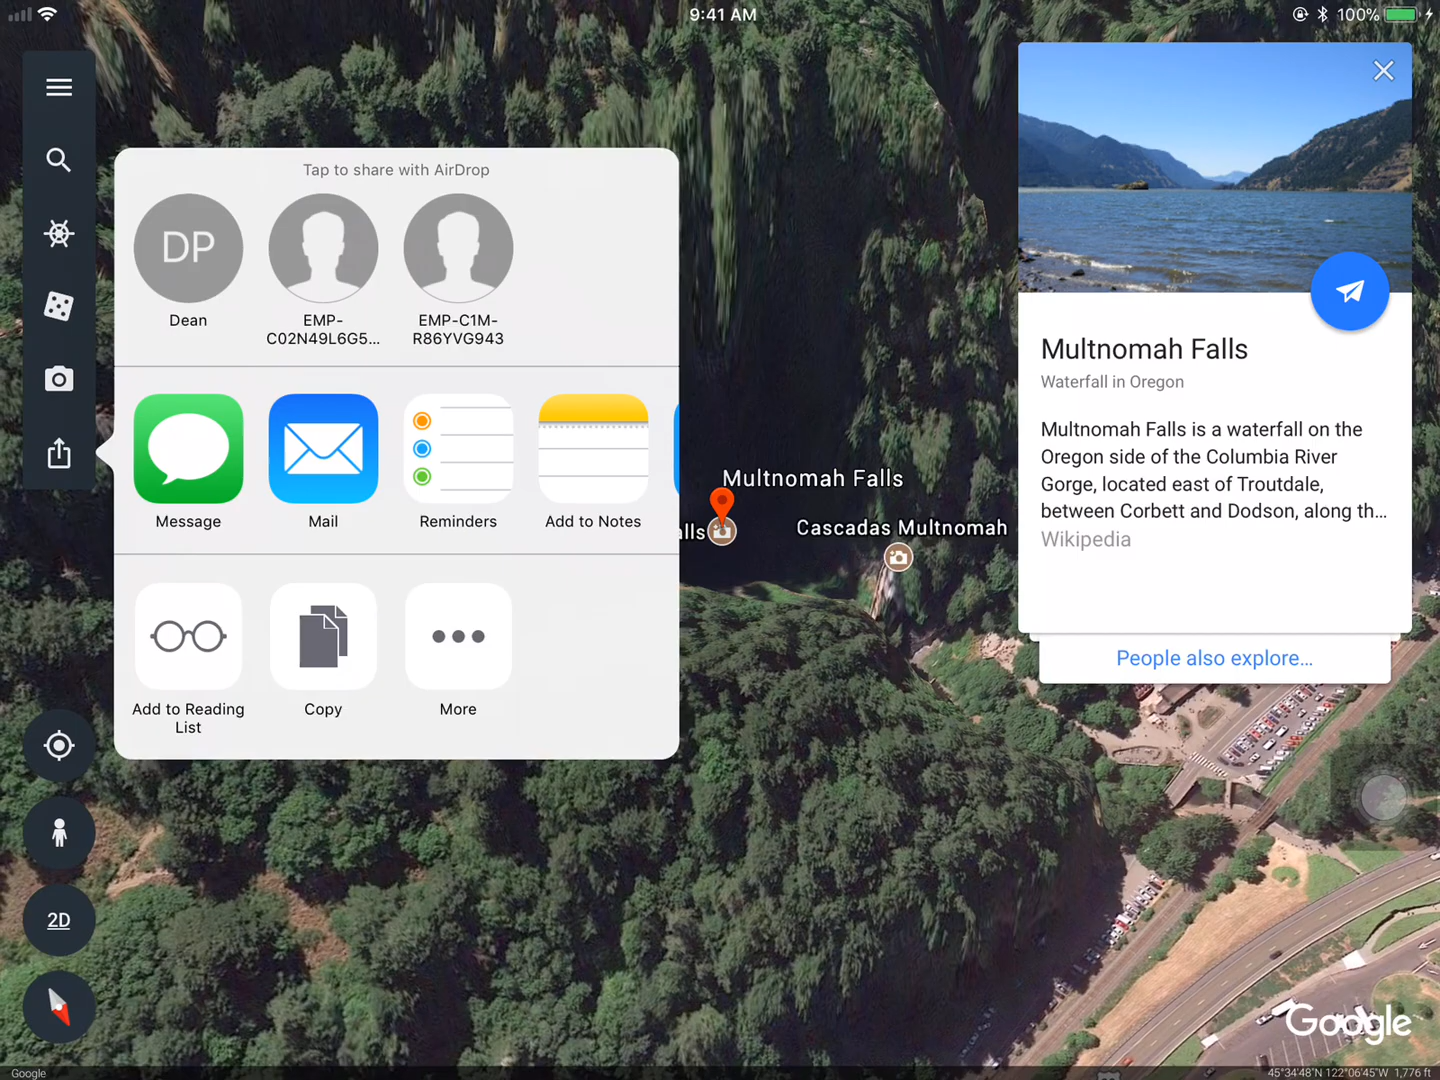 9:41 AM
100%
Tap to share with AirDrop
DP
Dean
EMP-
C02N49L6G5...
EMP-C1M-
R86YVG943
Message
Mail
Reminders
Add to Notes
Add to Reading
List
Copy
More
Multnomah Falls
alls
Cascadas Multnomah
Multnomah Falls
Waterfall in Oregon
Multnomah Falls is a waterfall on the
Oregon side of the Columbia River
Gorge, located east of Troutdale,
between Corbett and Dodson, along th...
Wikipedia
People also explore...
2D
Google
Google
45°34'48"N 122°06'45"W 1,776 ft